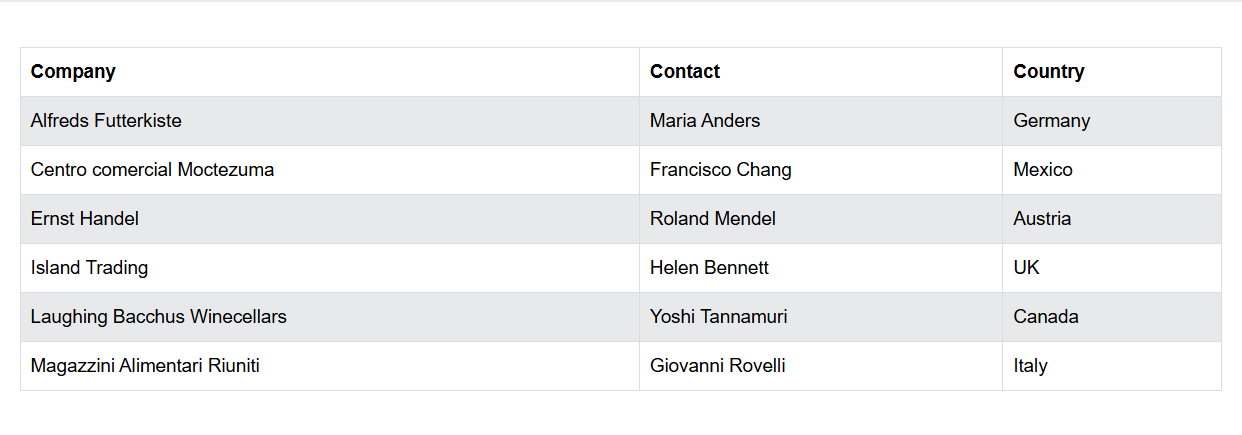 Company Contact Country
Alfreds Futterkiste Maria Anders Germany
Centro comercial Moctezuma Francisco Chang Mexico
Ernst Handel Roland Mendel Austria
Island Trading Helen Bennett UK
Laughing Bacchus Winecellars Yoshi Tannamuri Canada
Magazzini Alimentari Riuniti Giovanni Rovelli Italy